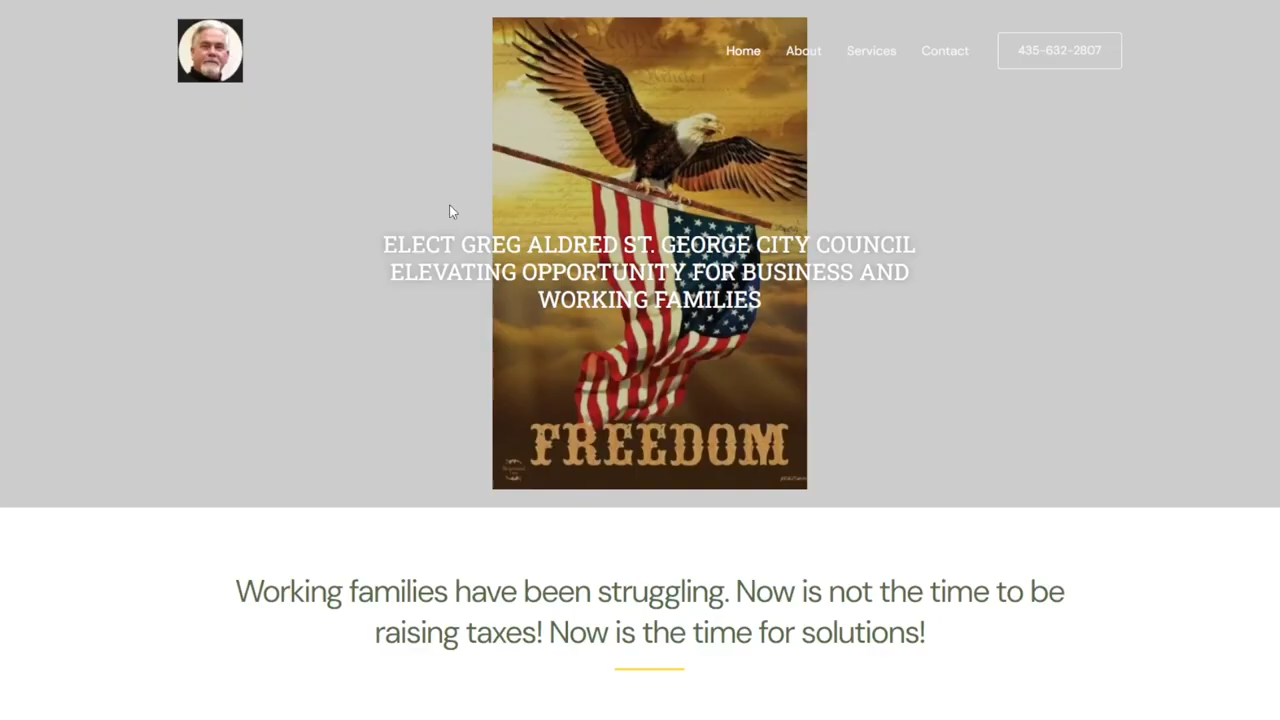 Home
About
Services
Contact
435-632-2807
ELECT GREG ALDRED ST. GEORGE CITY COUNCIL
ELEVATING OPPORTUNITY FOR BUSINESS AND
WORKING FAMILIES
FREEDOM
Working families have been struggling. Now is not the time to be
raising taxes! Now is the time for solutions!